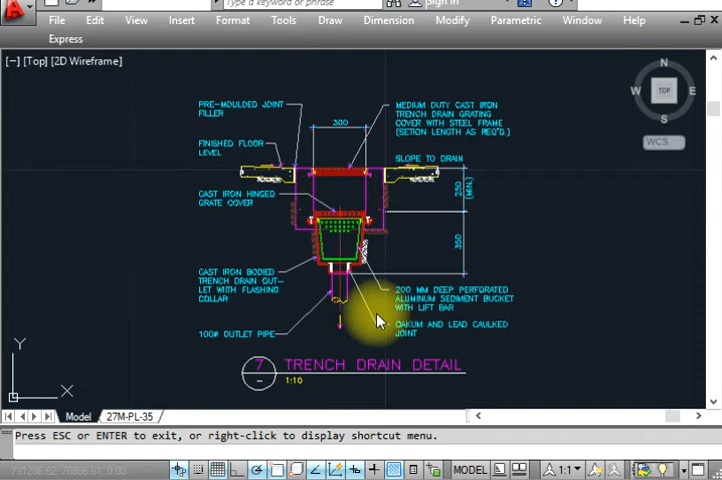 Type a keyword or phrase
Sign In
File Edit View Insert Format Tools Draw Dimension Modify Parametric Window Help
Express
[−] [Top] [2D Wireframe]
N
W TOP E
S
WCS
PRE-MOULDED JOINT
FILLER
300
MEDIUM DUTY CAST IRON
TRENCH DRAIN GRATING
COVER WITH STEEL FRAME
(SETION LENGTH AS REQ'D.)
FINISHED FLOOR
LEVEL
SLOPE TO DRAIN
CAST IRON HINGED
GRATE COVER
250
(MIN.)
350
CAST IRON BODIED
TRENCH DRAIN OUT-
LET WITH FLASHING
COLLAR
200 MM DEEP PERFORATED
ALUMINUM SEDIMENT BUCKET
WITH LIFT BAR
OAKUM AND LEAD CAULKED
JOINT
100ø OUTLET PIPE
7 TRENCH DRAIN DETAIL
1:10
Y
X
Model 27M-PL-35
Press ESC or ENTER to exit, or right-click to display shortcut menu.
MODEL 1:1